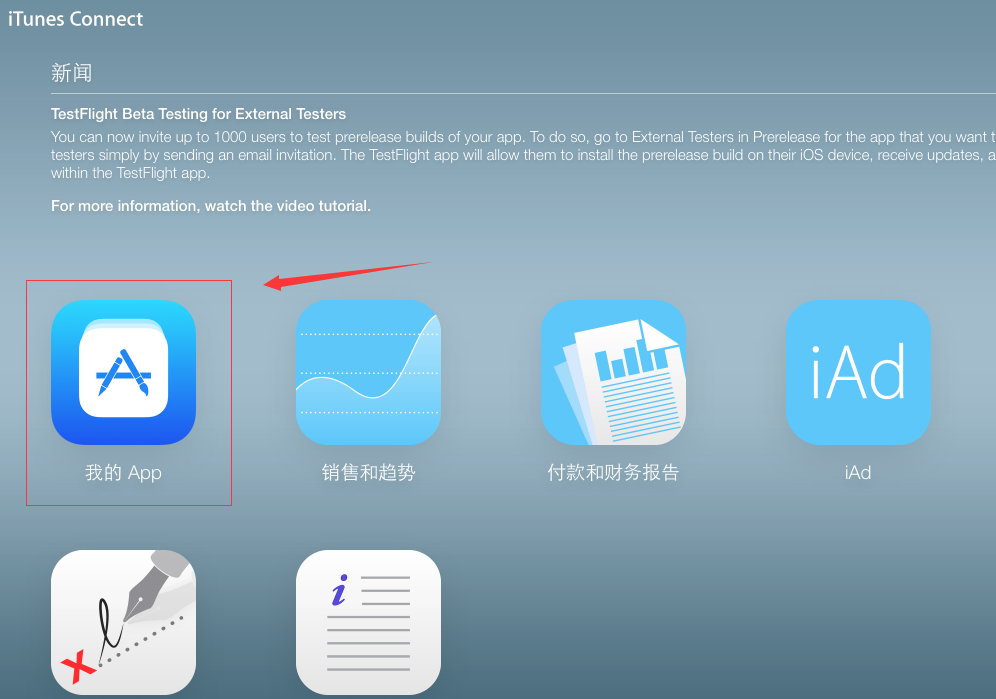 iTunes Connect
新闻
TestFlight Beta Testing for External Testers
You can now invite up to 1000 users to test prerelease builds of your app. To do so, go to External Testers in Prerelease for the app that you want
testers simply by sending an email invitation. The TestFlight app will allow them to install the prerelease build on their iOS device, receive updates,
within the TestFlight app.
For more information, watch the video tutorial.
iAd
我的 App
销售和趋势
付款和财务报告
iAd
i